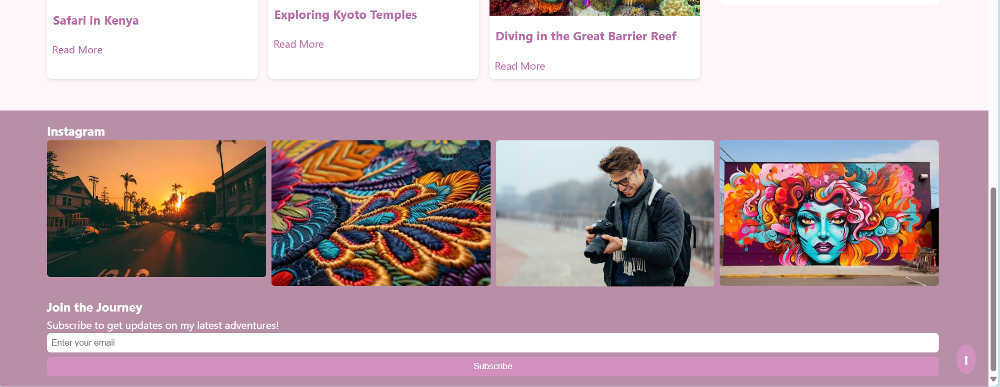 Safari in Kenya
Read More
Exploring Kyoto Temples
Read More
Diving in the Great Barrier Reef
Read More
Instagram
Join the Journey
Subscribe to get updates on my latest adventures!
Enter your email
Subscribe